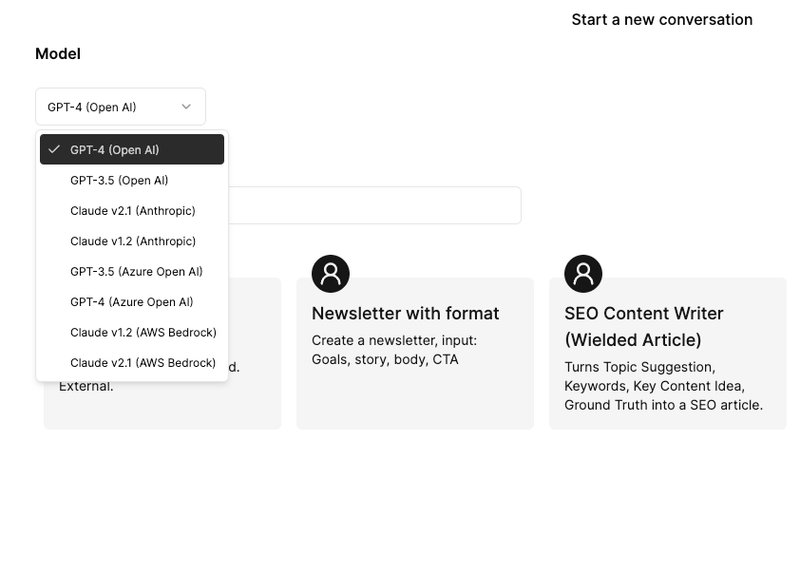 Start a new conversation
Model
GPT-4 (Open AI)
GPT-4 (Open AI)
GPT-3.5 (Open AI)
Claude v2.1 (Anthropic)
Claude v1.2 (Anthropic)
GPT-3.5 (Azure Open AI)
GPT-4 (Azure Open AI)
Claude v1.2 (AWS Bedrock)
Claude v2.1 (AWS Bedrock)
d.
External.
Newsletter with format
Create a newsletter, input:
Goals, story, body, CTA
SEO Content Writer
(Wielded Article)
Turns Topic Suggestion,
Keywords, Key Content Idea,
Ground Truth into a SEO article.